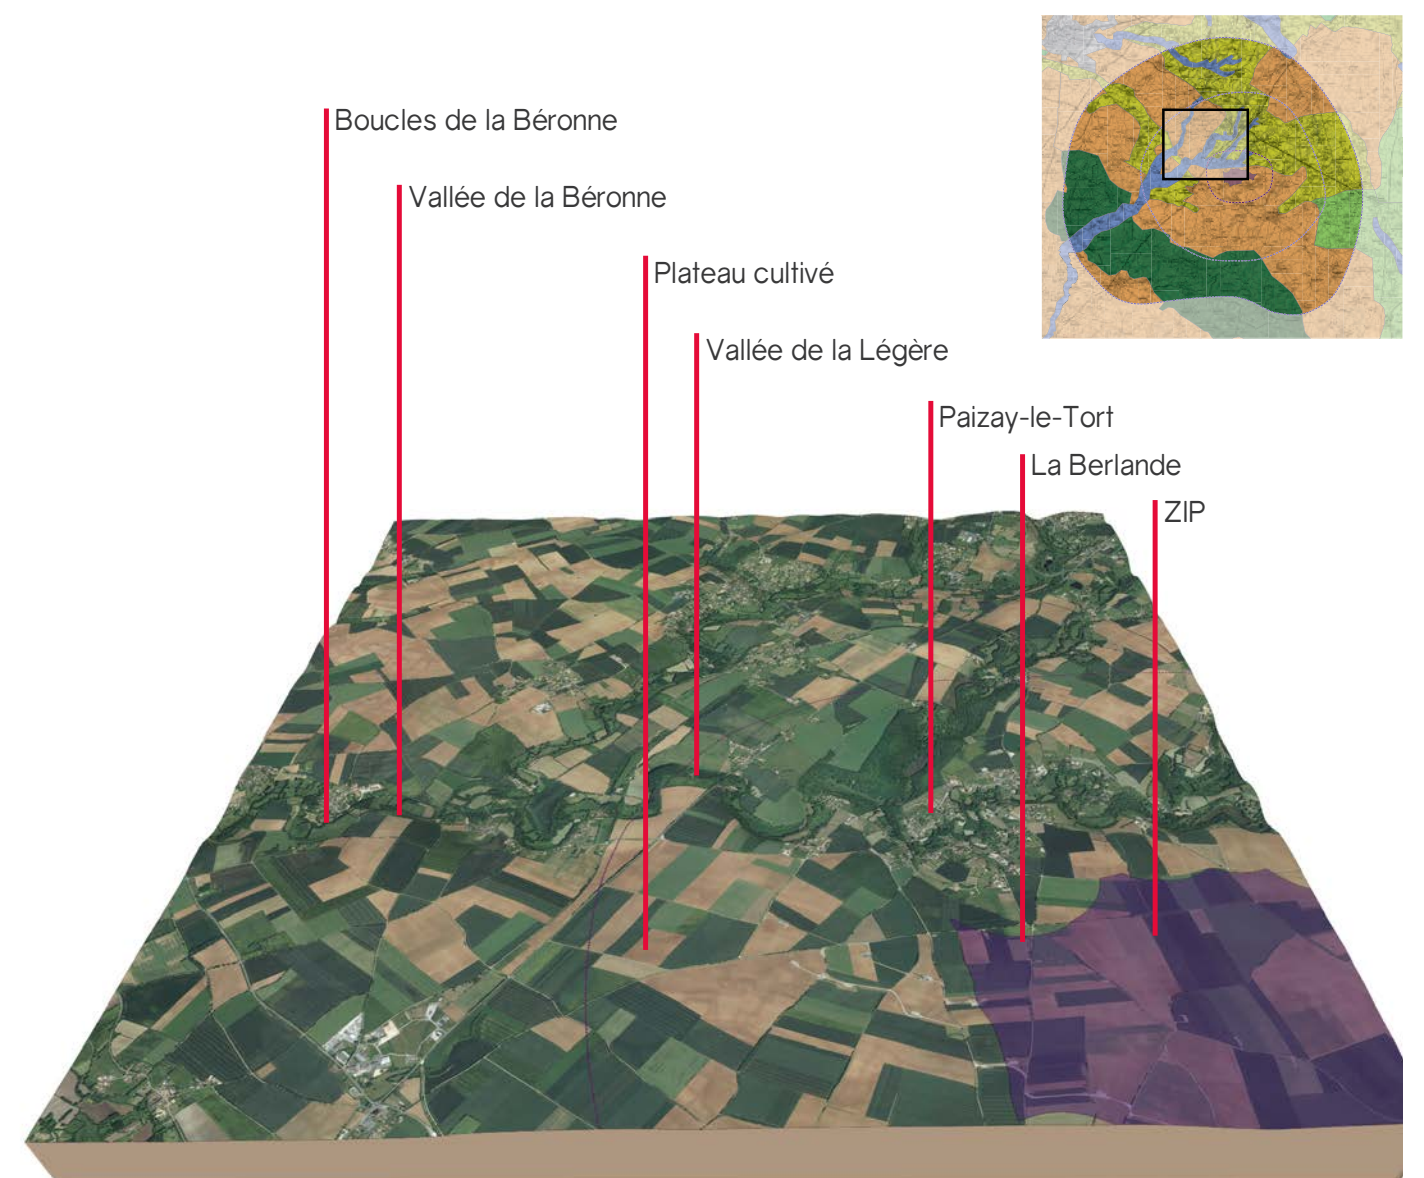 Boucles de la Béronne
Vallée de la Béronne
Plateau cultivé
Vallée de la Légère
Paizay-le-Tort
La Berlande
ZIP